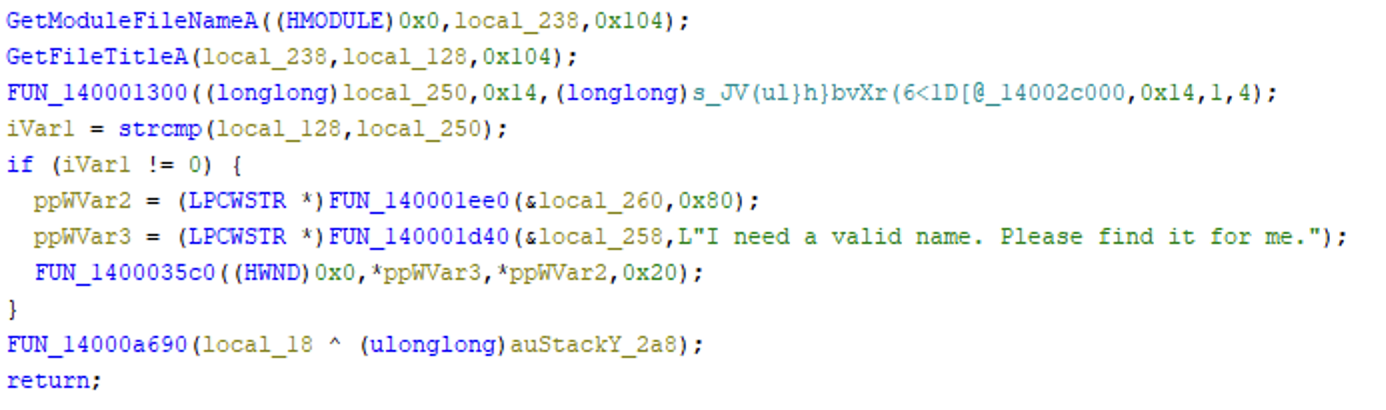 GetModuleFileNameA((HMODULE)0x0,local_238,0x104);
GetFileTitleA(local_238,local_128,0x104);
FUN_140001300((longlong)local_250,0x14,(longlong)s_JV(ul}h}bvXr(6<1D[@_14002c000,0x14,1,4);
iVar1 = strcmp(local_128,local_250);
if (iVar1 != 0) {
  ppWVar2 = (LPCWSTR *)FUN_140001ee0(&local_260,0x80);
  ppWVar3 = (LPCWSTR *)FUN_140001d40(&local_258,L"I need a valid name. Please find it for me.");
  FUN_1400035c0((HWND)0x0,*ppWVar3,*ppWVar2,0x20);
}
FUN_14000a690(local_18 ^ (ulonglong)auStackY_2a8);
return;